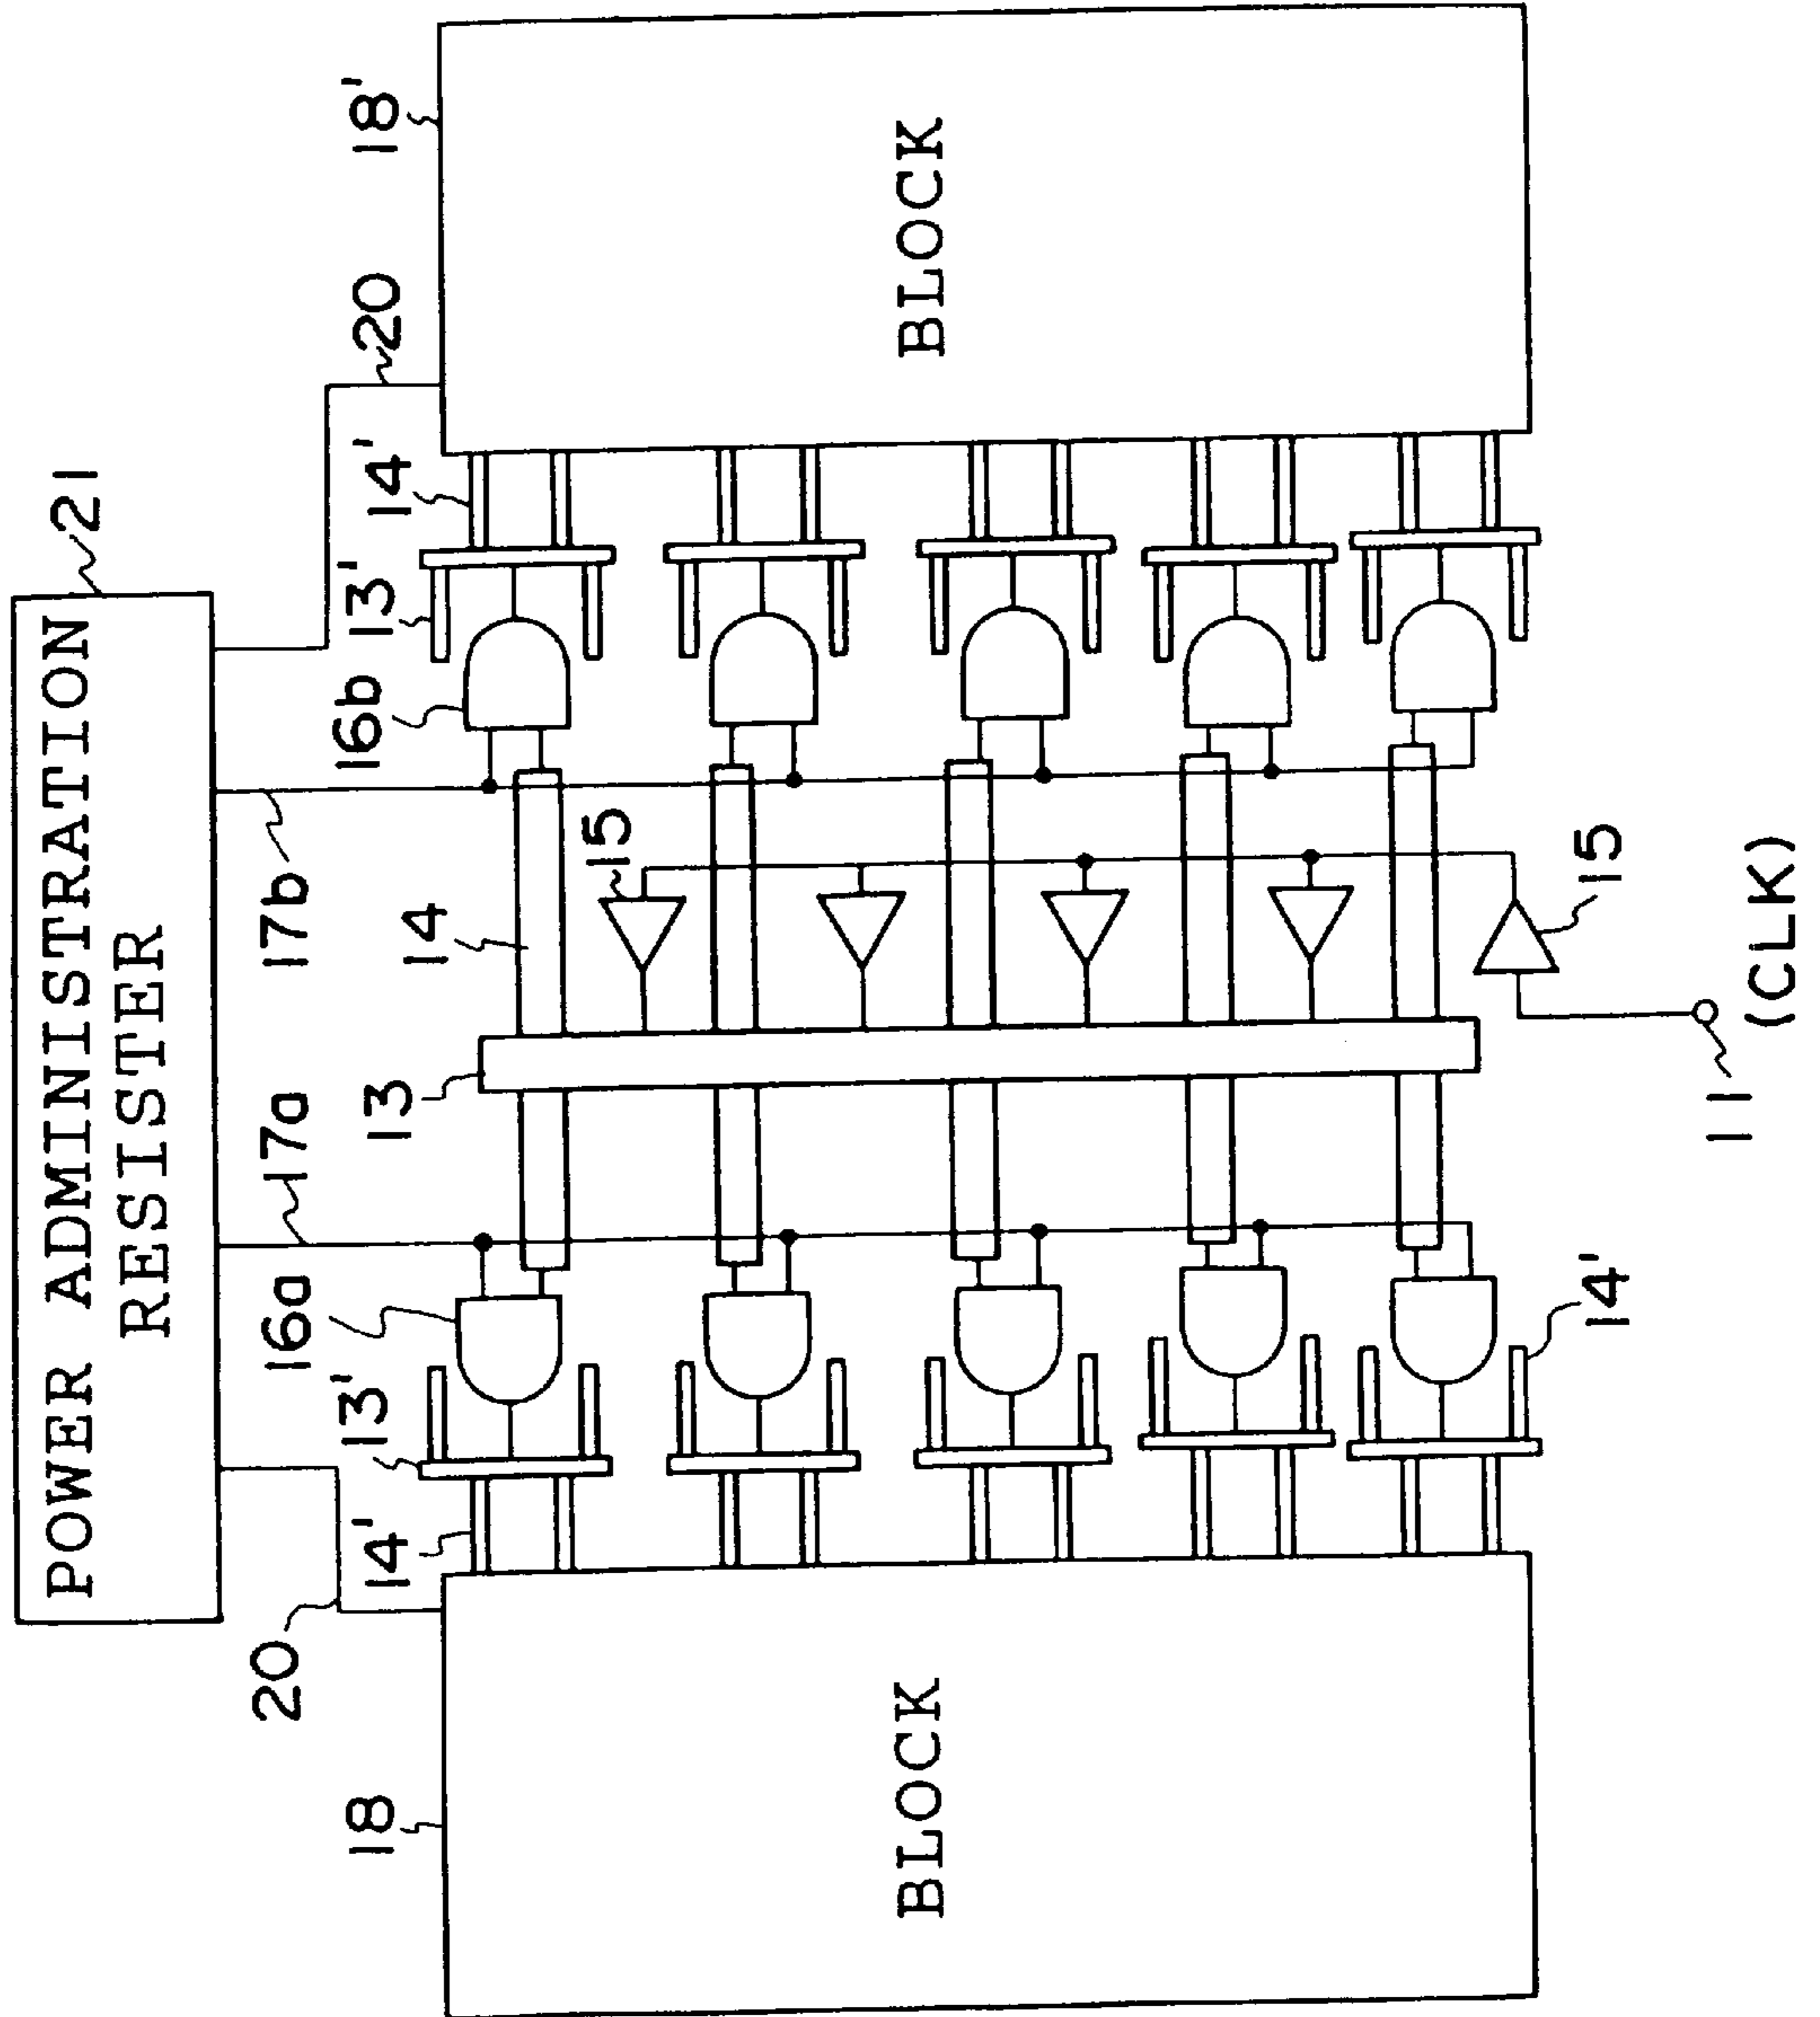 POWER ADMINISTRATION
RESISTER
21
20
17a
17b
20
18
14'
13'
16a
13
14
15
16b
13'
14'
18'
BLOCK
BLOCK
14'
11
15
(CLK)